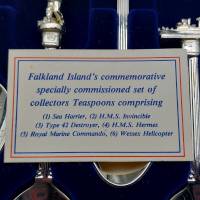 Falkland Island's commemorative
specially commissioned set of
collectors Teaspoons comprising
(1) Sea Harrier, (2) H.M.S. Invincible
(3) Type 42 Destroyer, (4) H.M.S. Hermes
(5) Royal Marine Commando, (6) Wessex Helicopter